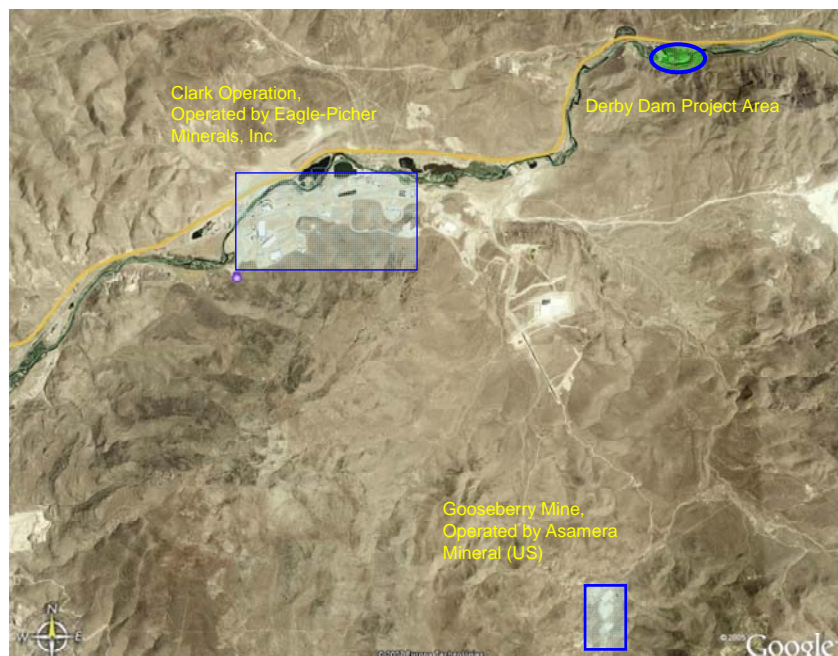 Clark Operation,
Operated by Eagle-Picher
Minerals, Inc.
Derby Dam Project Area
Gooseberry Mine,
Operated by Asamera
Mineral (US)
N
W
E
S
© 2005 Google